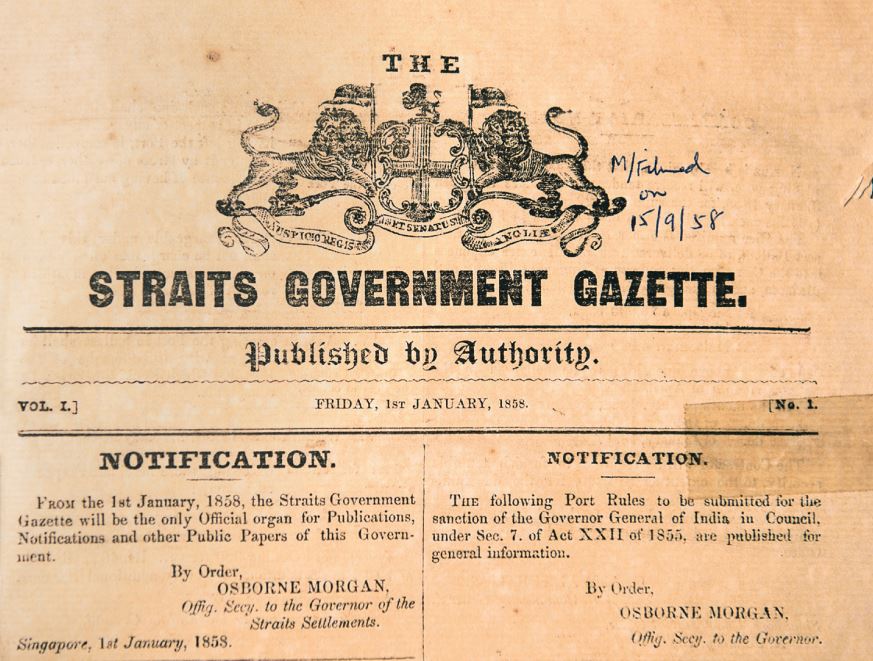 THE
AUSPICIO REGIS
ET SENATUS
ANGLIÆ
M/Filmed
on
15/9/58
STRAITS GOVERNMENT GAZETTE.
Published by Authority.
VOL. I.]
FRIDAY, 1ST JANUARY, 1858.
[No. 1.
NOTIFICATION.
FROM the 1st January, 1858, the Straits Government
Gazette will be the only Official organ for Publications,
Notifications and other Public Papers of this Govern-
ment.
By Order,
OSBORNE MORGAN,
Offig. Secy. to the Governor of the
Straits Settlements.
Singapore, 1st January, 1858.
NOTIFICATION.
THE following Port Rules to be submitted for the
sanction of the Governor General of India in Council,
under Sec. 7. of Act XXII of 1855, are published for
general information.
By Order,
OSBORNE MORGAN,
Offig. Secy. to the Governor.